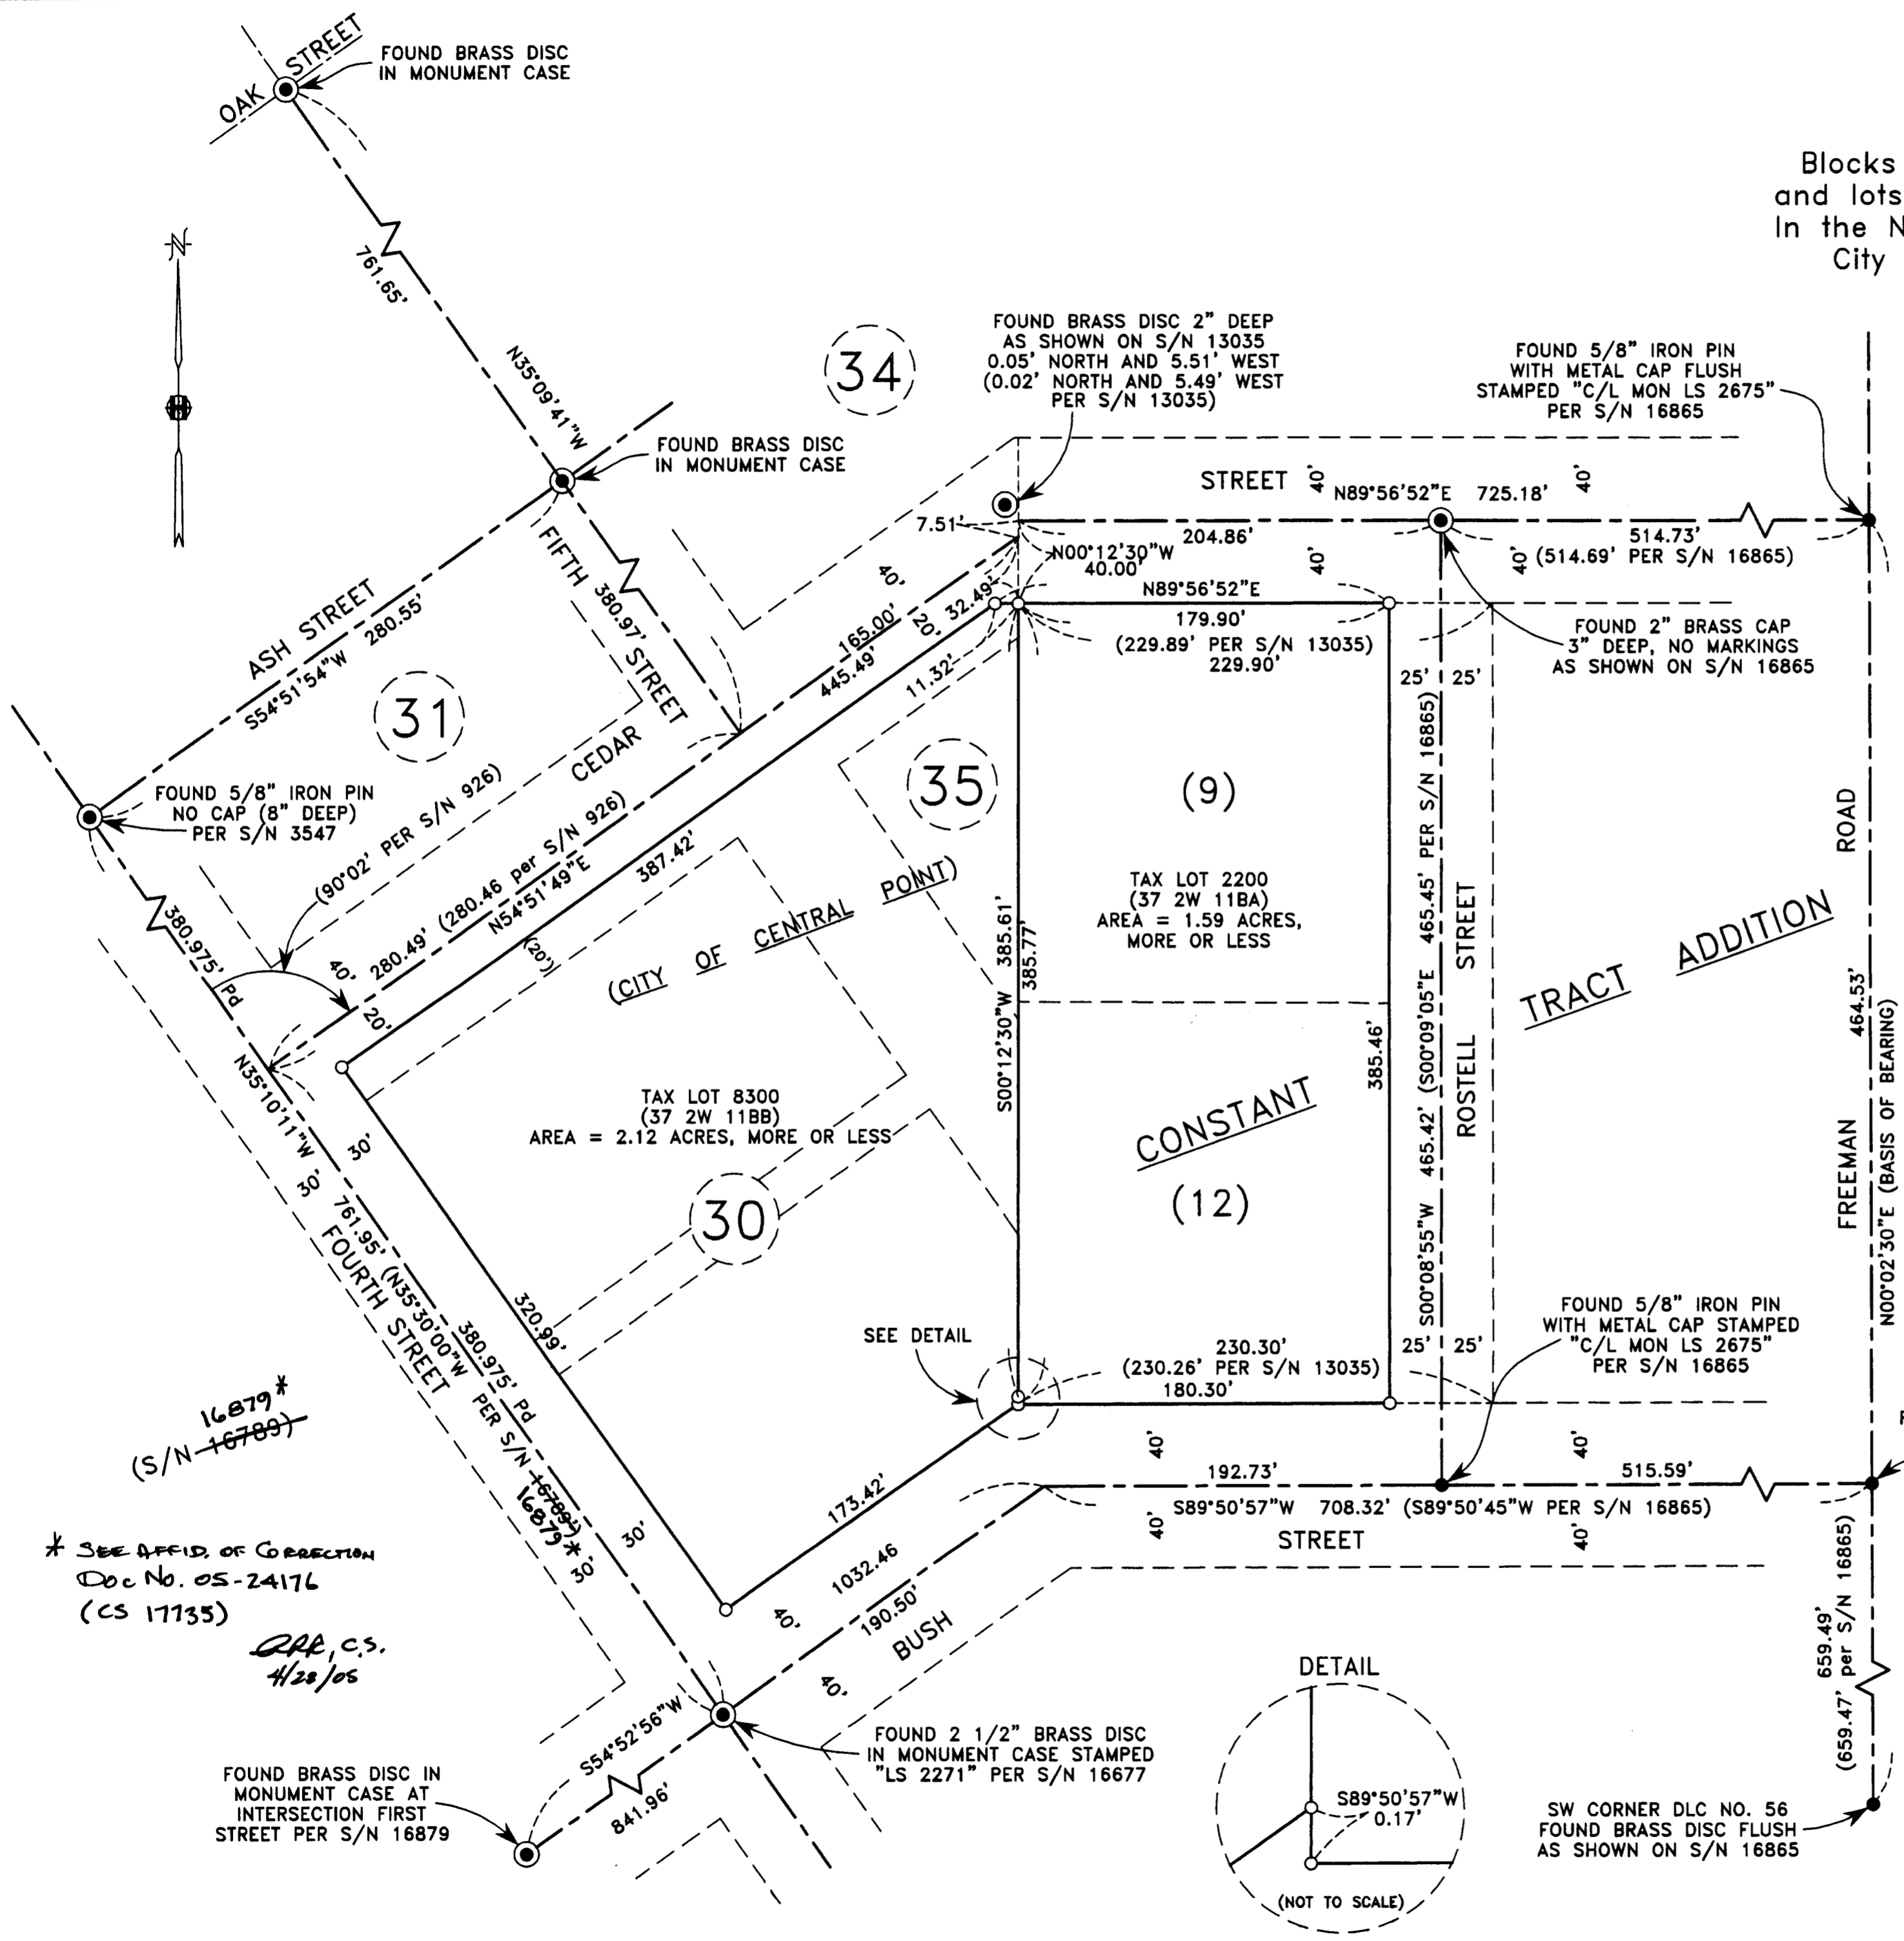 OAK STREET
FOUND BRASS DISC
IN MONUMENT CASE
Blocks
and lots
In the N
City
N
761.65'
N35°09'41"W
34
FOUND BRASS DISC 2" DEEP
AS SHOWN ON S/N 13035
0.05' NORTH AND 5.51' WEST
(0.02' NORTH AND 5.49' WEST
PER S/N 13035)
FOUND 5/8" IRON PIN
WITH METAL CAP FLUSH
STAMPED "C/L MON LS 2675"
PER S/N 16865
FOUND BRASS DISC
IN MONUMENT CASE
STREET
40'
N89°56'52"E 725.18'
40'
7.51'
204.86'
514.73'
(514.69' PER S/N 16865)
40'
40'
N00°12'30"W
40.00'
N89°56'52"E
179.90'
(229.89' PER S/N 13035)
229.90'
FOUND 2" BRASS CAP
3" DEEP, NO MARKINGS
AS SHOWN ON S/N 16865
FIFTH STREET
380.97'
40'
20'
32.49'
165.00'
445.49'
11.32'
ASH STREET
S54°51'54"W 280.55'
31
CEDAR
25' 25'
35
(9)
FOUND 5/8" IRON PIN
NO CAP (8" DEEP)
PER S/N 3547
(90°02' PER S/N 926)
280.49' (280.46 per S/N 926)
N54°51'49"E
387.42'
(20')
40'
20'
(CITY OF CENTRAL POINT)
TAX LOT 2200
(37 2W 11BA)
AREA = 1.59 ACRES,
MORE OR LESS
S00°12'30"W 385.61'
385.77'
385.46'
S00°08'55"W 465.42' (S00°09'05"E 465.45' PER S/N 16865)
ROSTELL STREET
CONSTANT TRACT ADDITION
FREEMAN ROAD
464.53'
N00°02'30"E (BASIS OF BEARING)
380.975' Pd
N35°10'11"W 761.95' (N35°30'00"W PER S/N 16789')
16879 *
380.975' Pd
30'
30'
FOURTH STREET
TAX LOT 8300
(37 2W 11BB)
AREA = 2.12 ACRES, MORE OR LESS
30
(12)
320.99'
SEE DETAIL
230.30'
(230.26' PER S/N 13035)
180.30'
25' 25'
FOUND 5/8" IRON PIN
WITH METAL CAP STAMPED
"C/L MON LS 2675"
PER S/N 16865
16879 *
(S/N 16789)
173.42'
40'
192.73'
40'
515.59'
S89°50'57"W 708.32' (S89°50'45"W PER S/N 16865)
40'
STREET
40'
30'
30'
* SEE AFFID. OF CORRECTION
DOC NO. 05-24176
(CS 17735)
C.S.
4/28/05
1032.46
190.50'
40'
40'
BUSH
659.49'
(659.47' per S/N 16865)
S54°52'56"W
841.96'
FOUND 2 1/2" BRASS DISC
IN MONUMENT CASE STAMPED
"LS 2271" PER S/N 16677
FOUND BRASS DISC IN
MONUMENT CASE AT
INTERSECTION FIRST
STREET PER S/N 16879
DETAIL
S89°50'57"W
0.17'
(NOT TO SCALE)
SW CORNER DLC NO. 56
FOUND BRASS DISC FLUSH
AS SHOWN ON S/N 16865